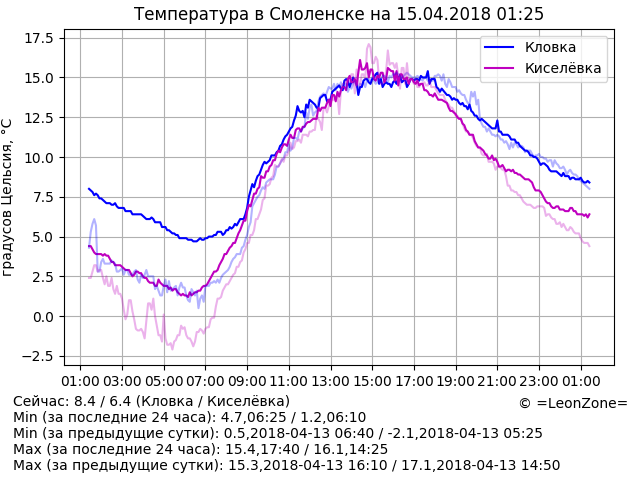 Температура в Смоленске на 15.04.2018 01:25
17.5
15.0
12.5
10.0
7.5
5.0
2.5
0.0
−2.5
градусов Цельсия, °C
Кловка
Киселёвка
01:00 03:00 05:00 07:00 09:00 11:00 13:00 15:00 17:00 19:00 21:00 23:00 01:00
Сейчас: 8.4 / 6.4 (Кловка / Киселёвка)
© =LeonZone=
Min (за последние 24 часа): 4.7,06:25 / 1.2,06:10
Min (за предыдущие сутки): 0.5,2018-04-13 06:40 / -2.1,2018-04-13 05:25
Max (за последние 24 часа): 15.4,17:40 / 16.1,14:25
Max (за предыдущие сутки): 15.3,2018-04-13 16:10 / 17.1,2018-04-13 14:50